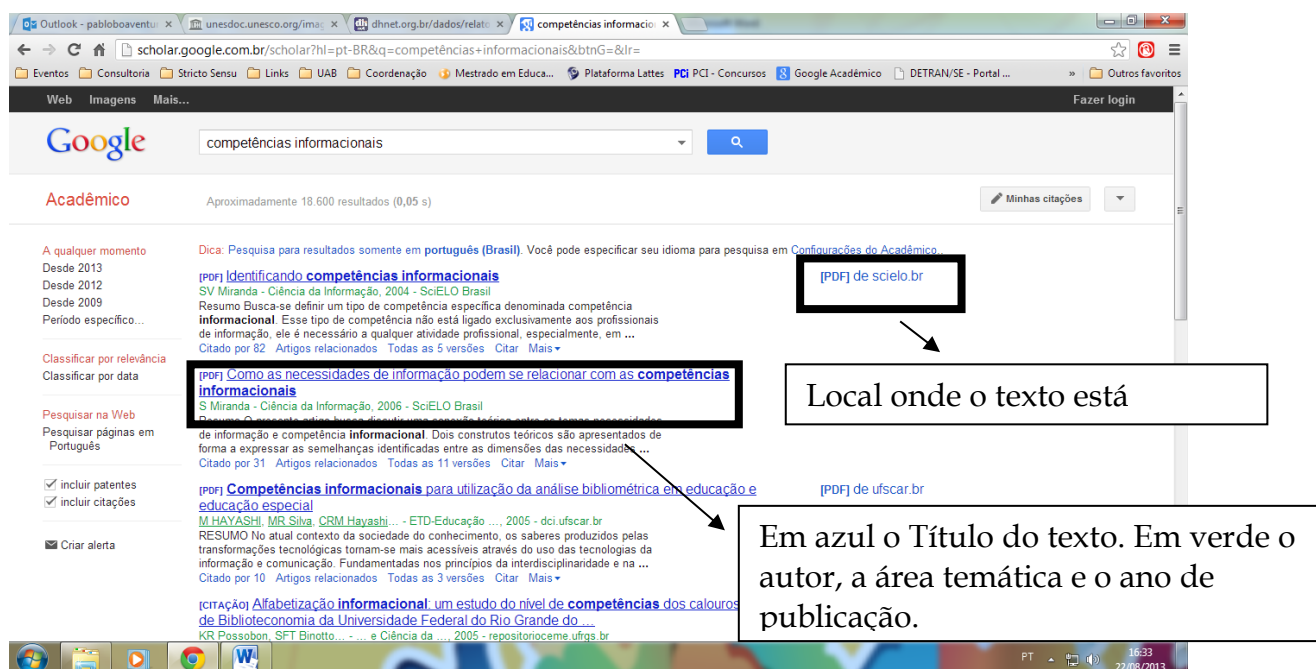 Outlook - pabloboaventu
unesdoc.unesco.org/imag
dhnet.org.br/dados/relato
competências informacion
scholar.google.com.br/scholar?hl=pt-BR&q=competências+informacionais&btnG=&lr=
Eventos Consultoria Stricto Sensu Links UAB Coordenação Mestrado em Educa... Plataforma Lattes PCi PCI - Concursos Google Acadêmico DETRAN/SE - Portal ... » Outros favoritos
Web Imagens Mais... Fazer login
Google competências informacionais
Acadêmico Aproximadamente 18.600 resultados (0,05 s) Minhas citações
A qualquer momento
Desde 2013
Desde 2012
Desde 2009
Período específico...
Classificar por relevância
Classificar por data
Pesquisar na Web
Pesquisar páginas em
Português
incluir patentes
incluir citações
Criar alerta
Dica: Pesquisa para resultados somente em português (Brasil). Você pode especificar seu idioma para pesquisa em Configurações do Acadêmico..
[PDF] Identificando competências informacionais
[PDF] de scielo.br
SV Miranda - Ciência da Informação, 2004 - SciELO Brasil
Resumo Busca-se definir um tipo de competência específica denominada competência
informacional. Esse tipo de competência não está ligado exclusivamente aos profissionais
de informação, ele é necessário a qualquer atividade profissional, especialmente, em ...
Citado por 82 Artigos relacionados Todas as 5 versões Citar Mais
[PDF] Como as necessidades de informação podem se relacionar com as competências
informacionais
S Miranda - Ciência da Informação, 2006 - SciELO Brasil
Resumo O presente artigo busca discutir uma conexão teórica entre os temas necessidades
de informação e competência informacional. Dois construtos teóricos são apresentados de
forma a expressar as semelhanças identificadas entre as dimensões das necessidades ...
Citado por 31 Artigos relacionados Todas as 11 versões Citar Mais
[PDF] Competências informacionais para utilização da análise bibliométrica em educação e
educação especial
[PDF] de ufscar.br
M HAYASHI, MR Silva, CRM Hayashi... - ETD-Educação ..., 2005 - dci.ufscar.br
RESUMO No atual contexto da sociedade do conhecimento, os saberes produzidos pelas
transformações tecnológicas tornam-se mais acessíveis através do uso das tecnologias da
informação e comunicação. Fundamentadas nos princípios da interdisciplinaridade e na ...
Citado por 10 Artigos relacionados Todas as 3 versões Citar Mais
[CITAÇÃO] Alfabetização informacional: um estudo do nível de competências dos calouros
de Biblioteconomia da Universidade Federal do Rio Grande do ...
KR Possobon, SFT Binotto... - ... e Ciência da ..., 2005 - repositorioceme.ufrgs.br
Local onde o texto está
Em azul o Título do texto. Em verde o
autor, a área temática e o ano de
publicação.
PT
16:33
22/08/2013